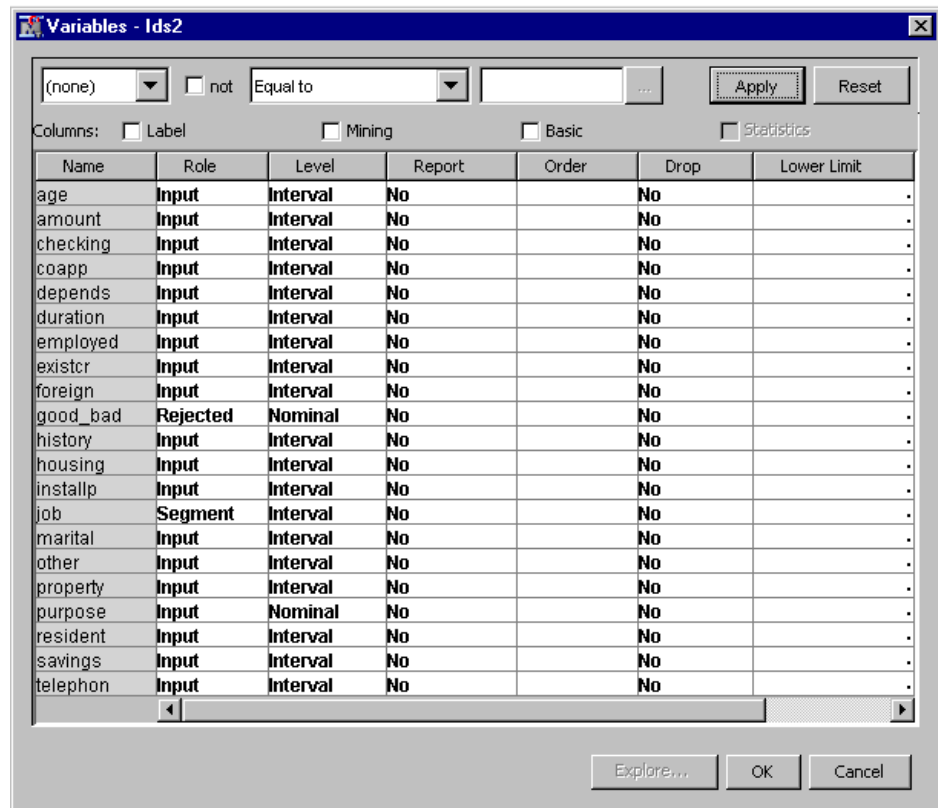 Variables - Ids2
(none) not Equal to ... Apply Reset
Columns: Label Mining Basic Statistics
Name Role Level Report Order Drop Lower Limit
age Input Interval No No .
amount Input Interval No No .
checking Input Interval No No .
coapp Input Interval No No .
depends Input Interval No No .
duration Input Interval No No .
employed Input Interval No No .
existcr Input Interval No No .
foreign Input Interval No No .
good_bad Rejected Nominal No No .
history Input Interval No No .
housing Input Interval No No .
installp Input Interval No No .
job Segment Interval No No .
marital Input Interval No No .
other Input Interval No No .
property Input Interval No No .
purpose Input Nominal No No .
resident Input Interval No No .
savings Input Interval No No .
telephon Input Interval No No .
Explore... OK Cancel